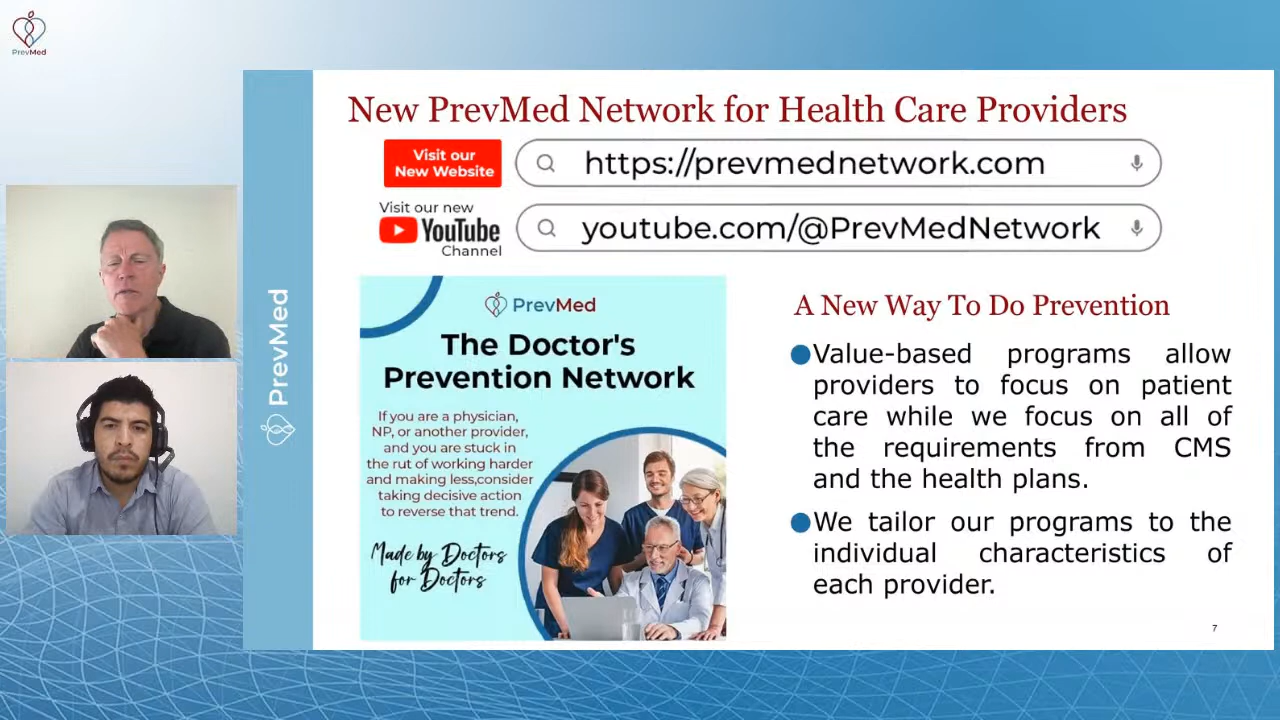 PrevMed
PrevMed
New PrevMed Network for Health Care Providers
Visit our
New Website
https://prevmednetwork.com
Visit our new
YouTube
Channel
youtube.com/@PrevMedNetwork
PrevMed
The Doctor's
Prevention Network
If you are a physician,
NP, or another provider,
and you are stuck in
the rut of working harder
and making less,consider
taking decisive action
to reverse that trend.
Made by Doctors
for Doctors
A New Way To Do Prevention
Value-based programs allow
providers to focus on patient
care while we focus on all of
the requirements from CMS
and the health plans.
We tailor our programs to the
individual characteristics of
each provider.
7